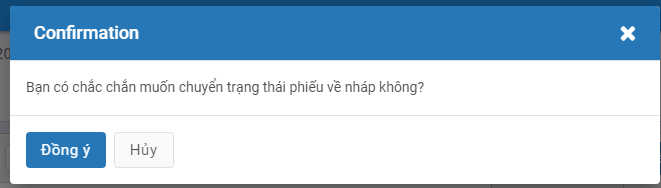 Confirmation
Bạn có chắc chắn muốn chuyển trạng thái phiếu về nháp không?
Đồng ý
Hủy